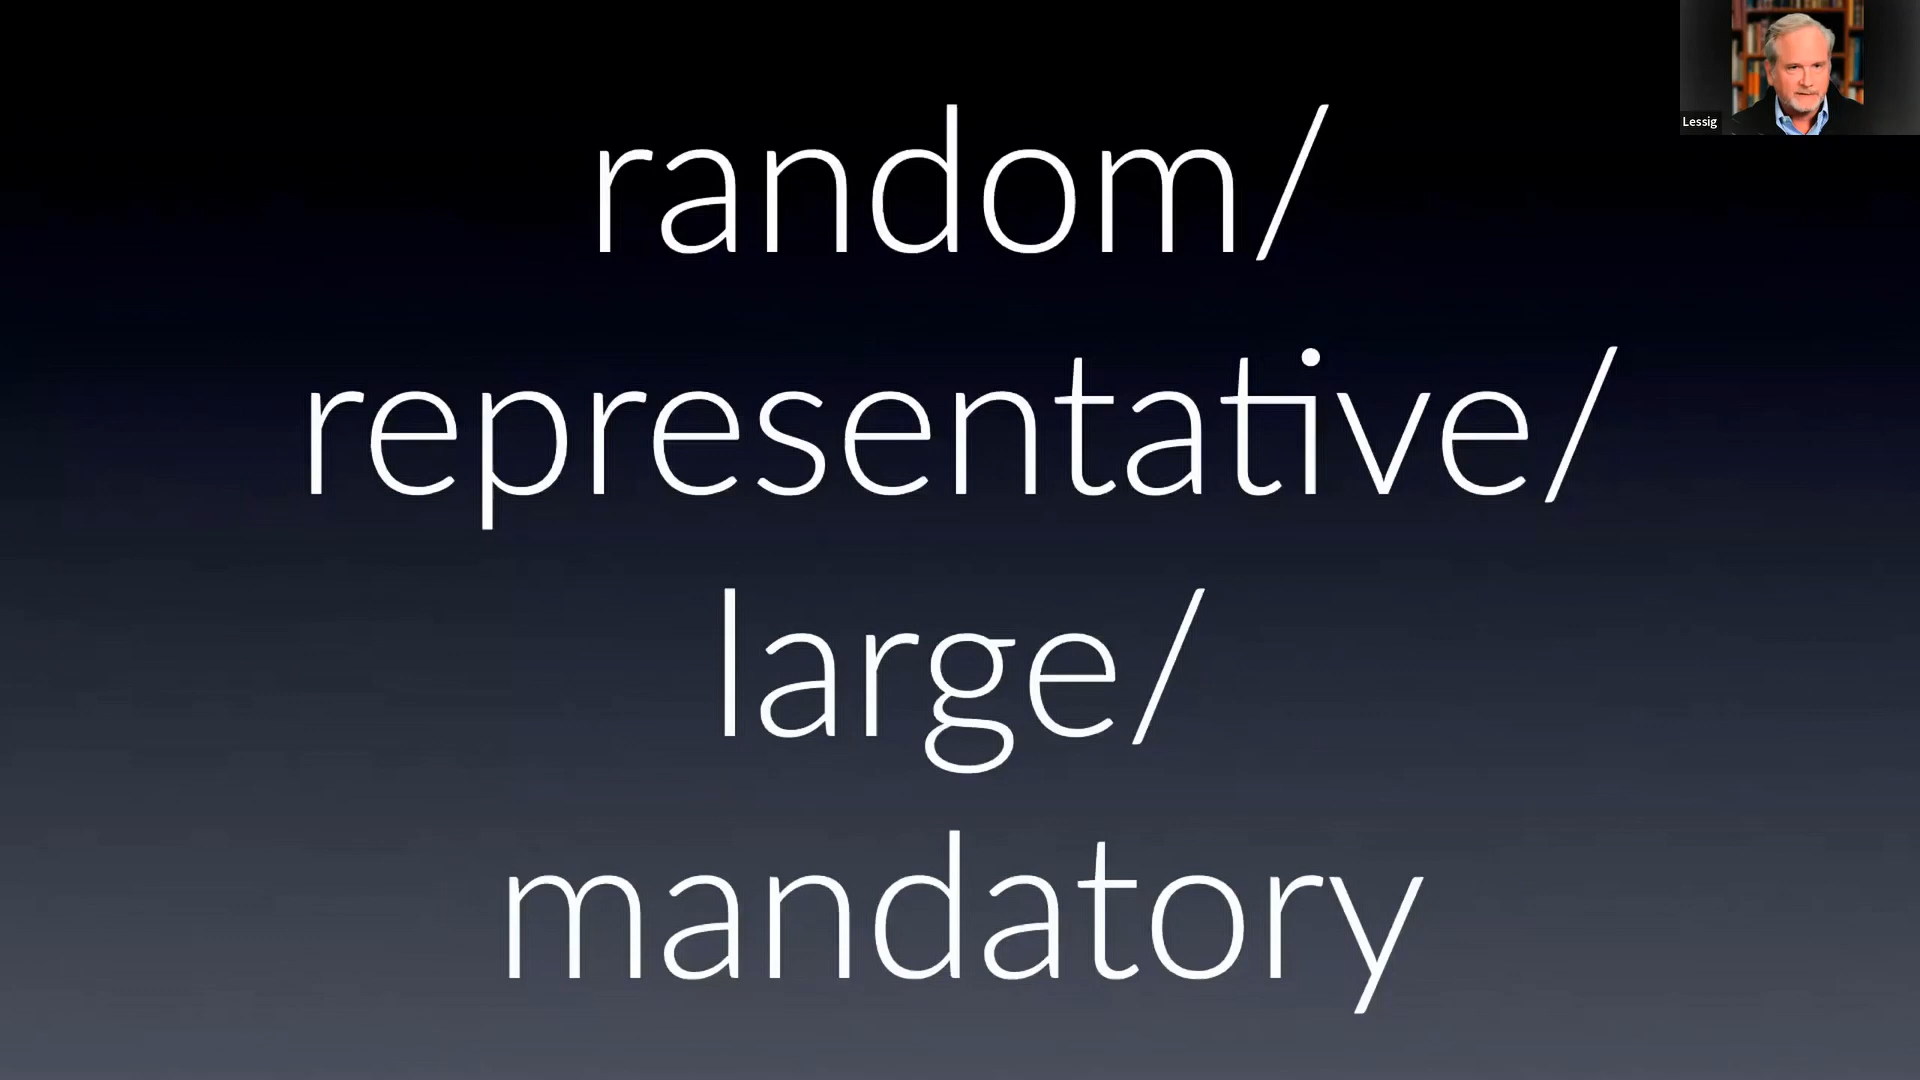 random/
representative/
large/
mandatory
Lessig